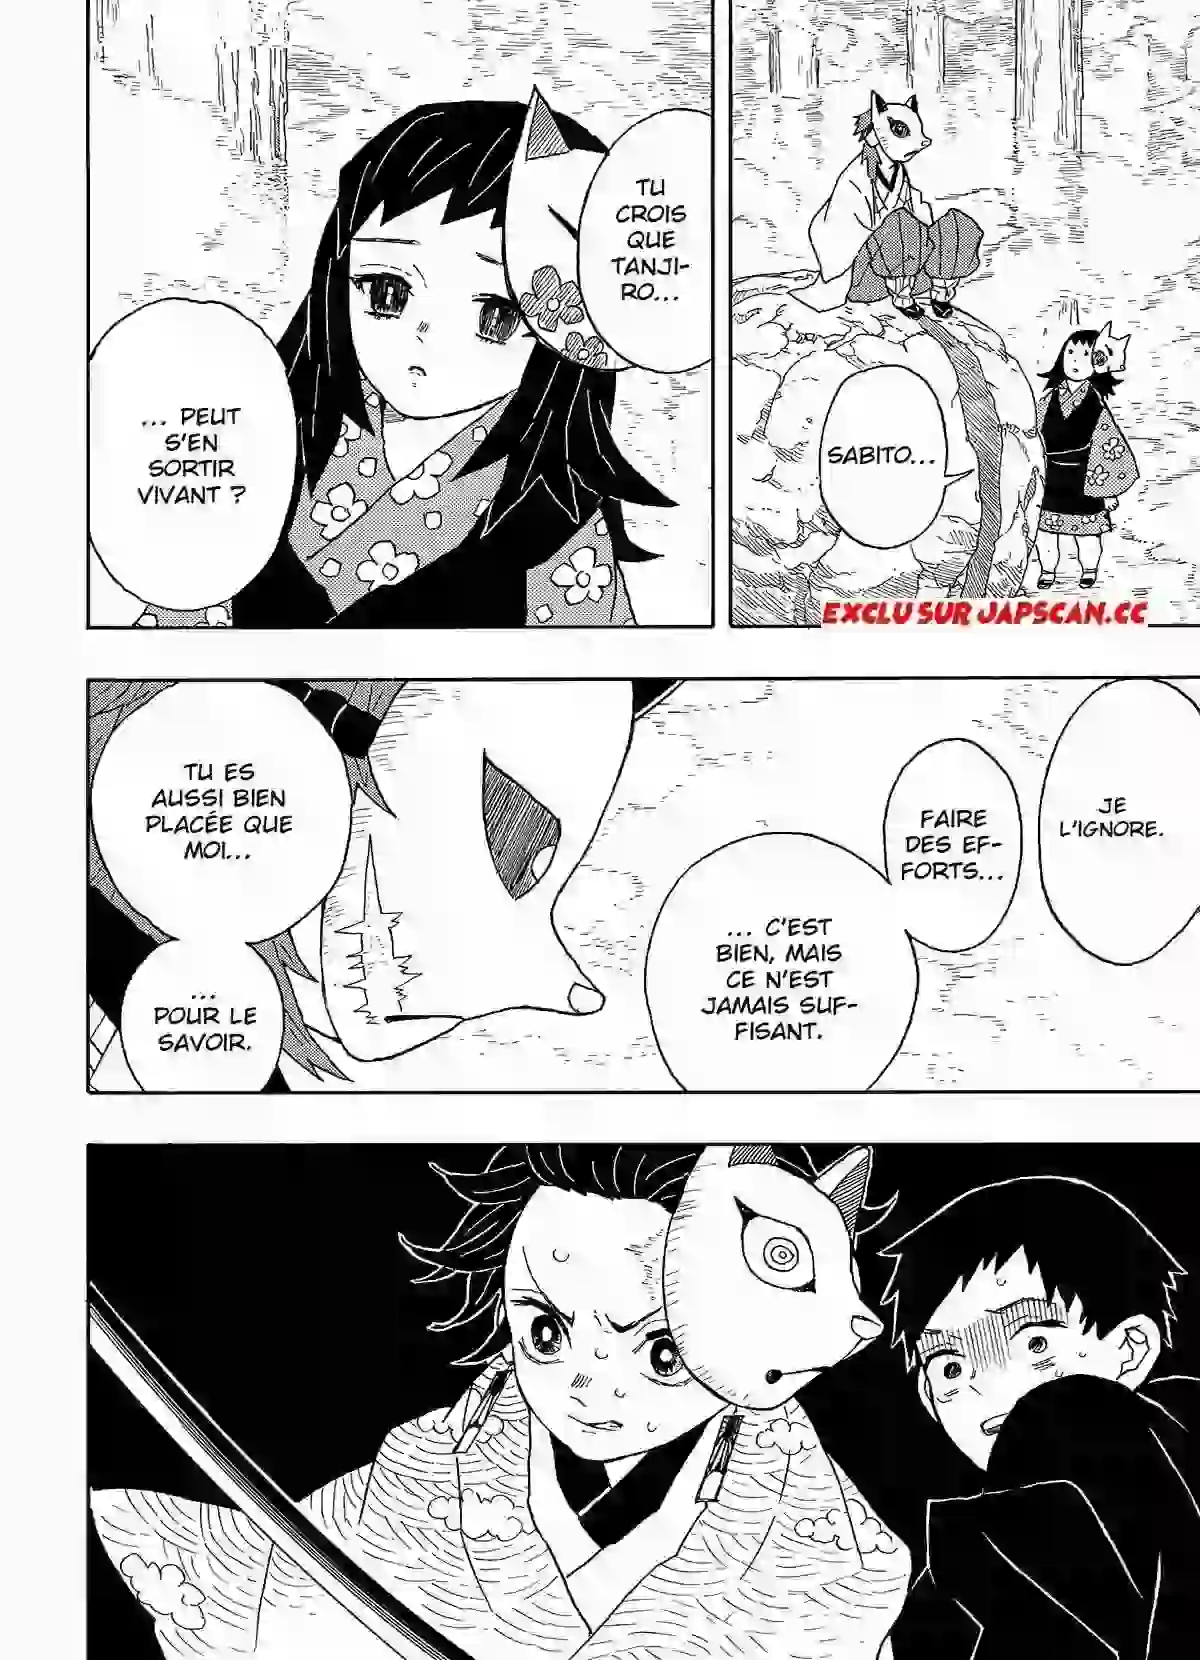 SABITO...
TU
CROIS
QUE
TANJI-
RO...
... PEUT
S'EN
SORTIR
VIVANT ?
EXCLU SUR JAPSCAN.CC
JE
L'IGNORE.
FAIRE
DES EF-
FORTS...
... C'EST
BIEN, MAIS
CE N'EST
JAMAIS SUF-
FISANT.
TU ES
AUSSI BIEN
PLACÉE QUE
MOI...
...
POUR LE
SAVOIR.